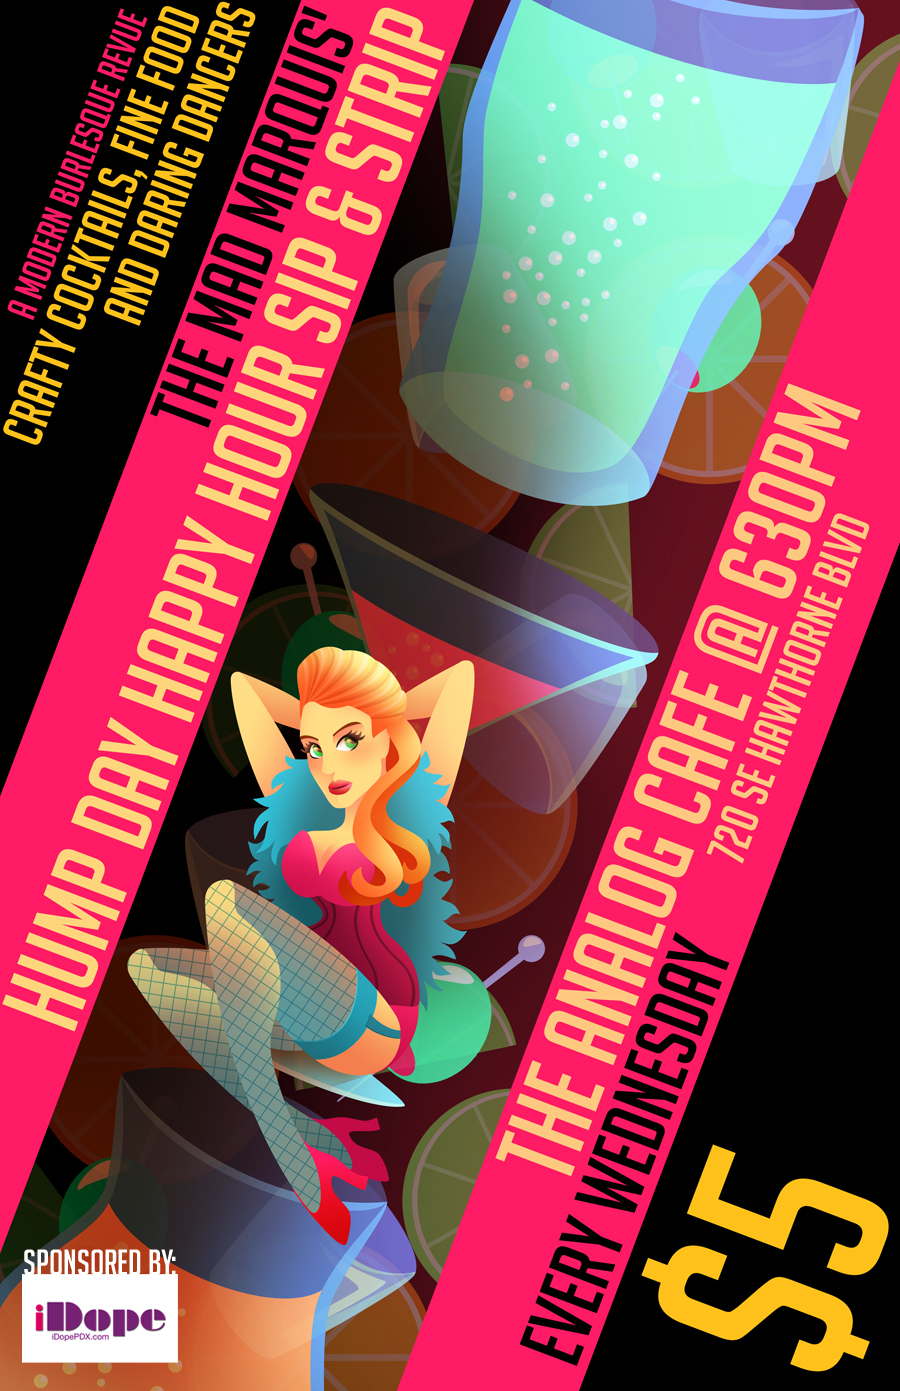 A MODERN BURLESQUE REVUE
CRAFTY COCKTAILS, FINE FOOD
AND DARING DANCERS
THE MAD MARQUIS'
HUMP DAY HAPPY HOUR SIP & STRIP
THE ANALOG CAFE @ 630PM
720 SE HAWTHORNE BLVD
EVERY WEDNESDAY
$5
SPONSORED BY:
iDope
iDopePDX.com